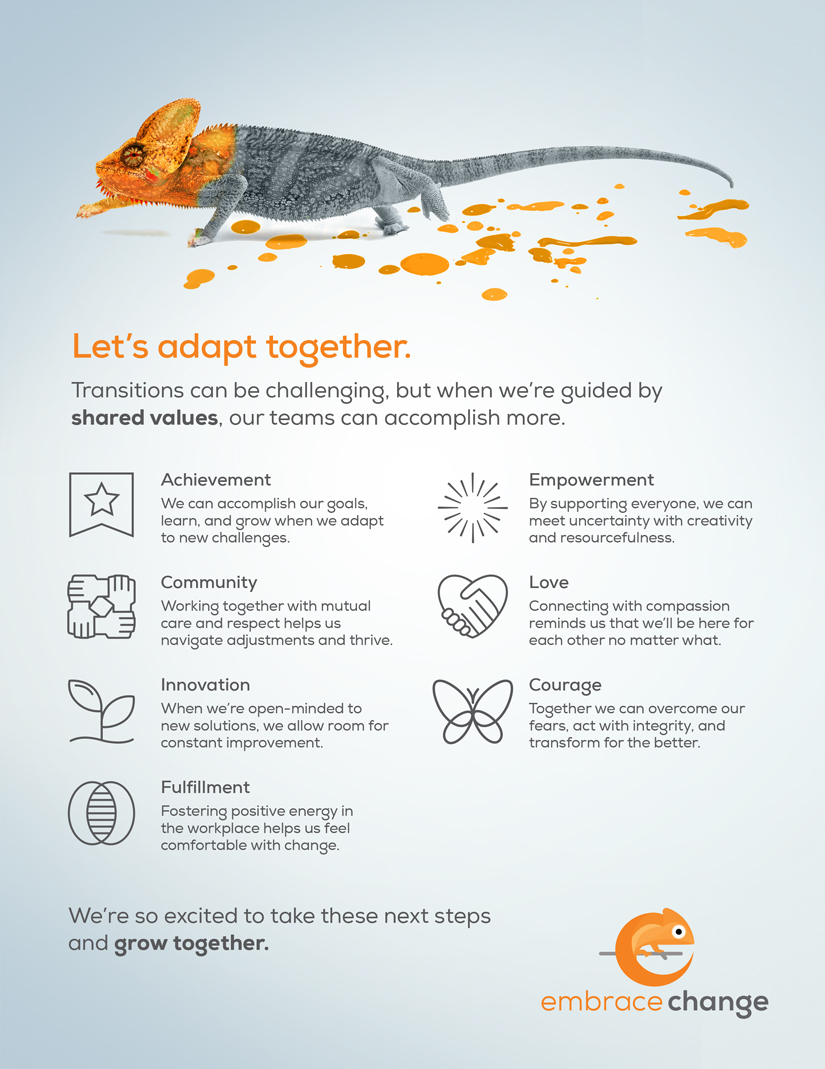 Let's adapt together.
Transitions can be challenging, but when we're guided by
shared values, our teams can accomplish more.
Achievement
We can accomplish our goals,
learn, and grow when we adapt
to new challenges.
Empowerment
By supporting everyone, we can
meet uncertainty with creativity
and resourcefulness.
Community
Working together with mutual
care and respect helps us
navigate adjustments and thrive.
Love
Connecting with compassion
reminds us that we'll be here for
each other no matter what.
Innovation
When we're open-minded to
new solutions, we allow room for
constant improvement.
Courage
Together we can overcome our
fears, act with integrity, and
transform for the better.
Fulfillment
Fostering positive energy in
the workplace helps us feel
comfortable with change.
We're so excited to take these next steps
and grow together.
embrace change